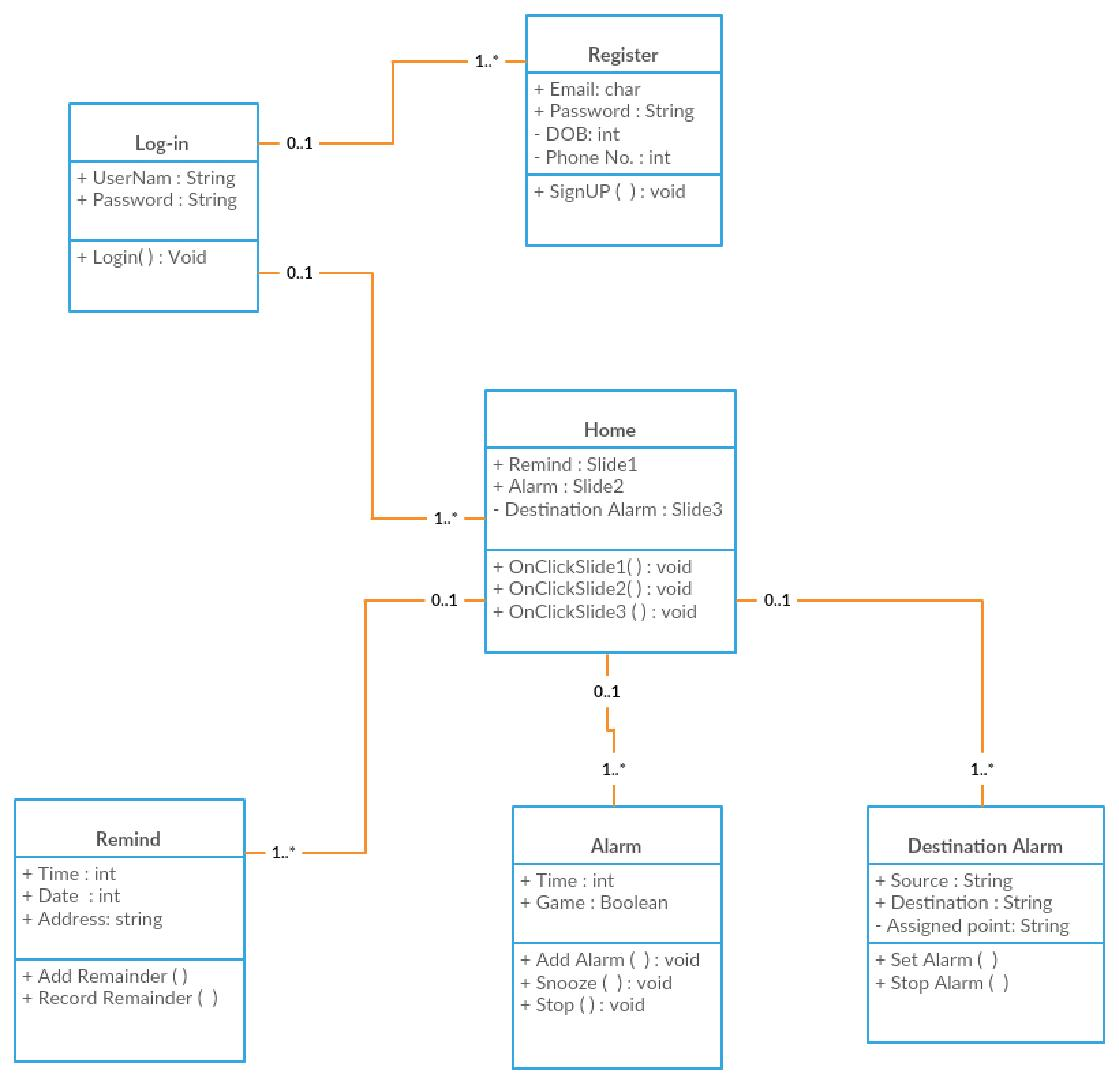 Register
+ Email: char
+ Password : String
- DOB: int
- Phone No. : int
+ SignUP ( ) : void
1..*
Log-in
+ UserNam : String
+ Password : String
+ Login( ) : Void
0..1
0..1
Home
+ Remind : Slide1
+ Alarm : Slide2
- Destination Alarm : Slide3
+ OnClickSlide1( ) : void
+ OnClickSlide2( ) : void
+ OnClickSlide3 ( ) : void
1..*
0..1
0..1
0..1
1..*
1..*
1..*
Remind
+ Time : int
+ Date  : int
+ Address: string
+ Add Remainder ( )
+ Record Remainder (  )
Alarm
+ Time : int
+ Game : Boolean
+ Add Alarm (  ) : void
+ Snooze (  ) : void
+ Stop ( ) : void
Destination Alarm
+ Source : String
+ Destination : String
- Assigned point: String
+ Set Alarm (  )
+ Stop Alarm (  )